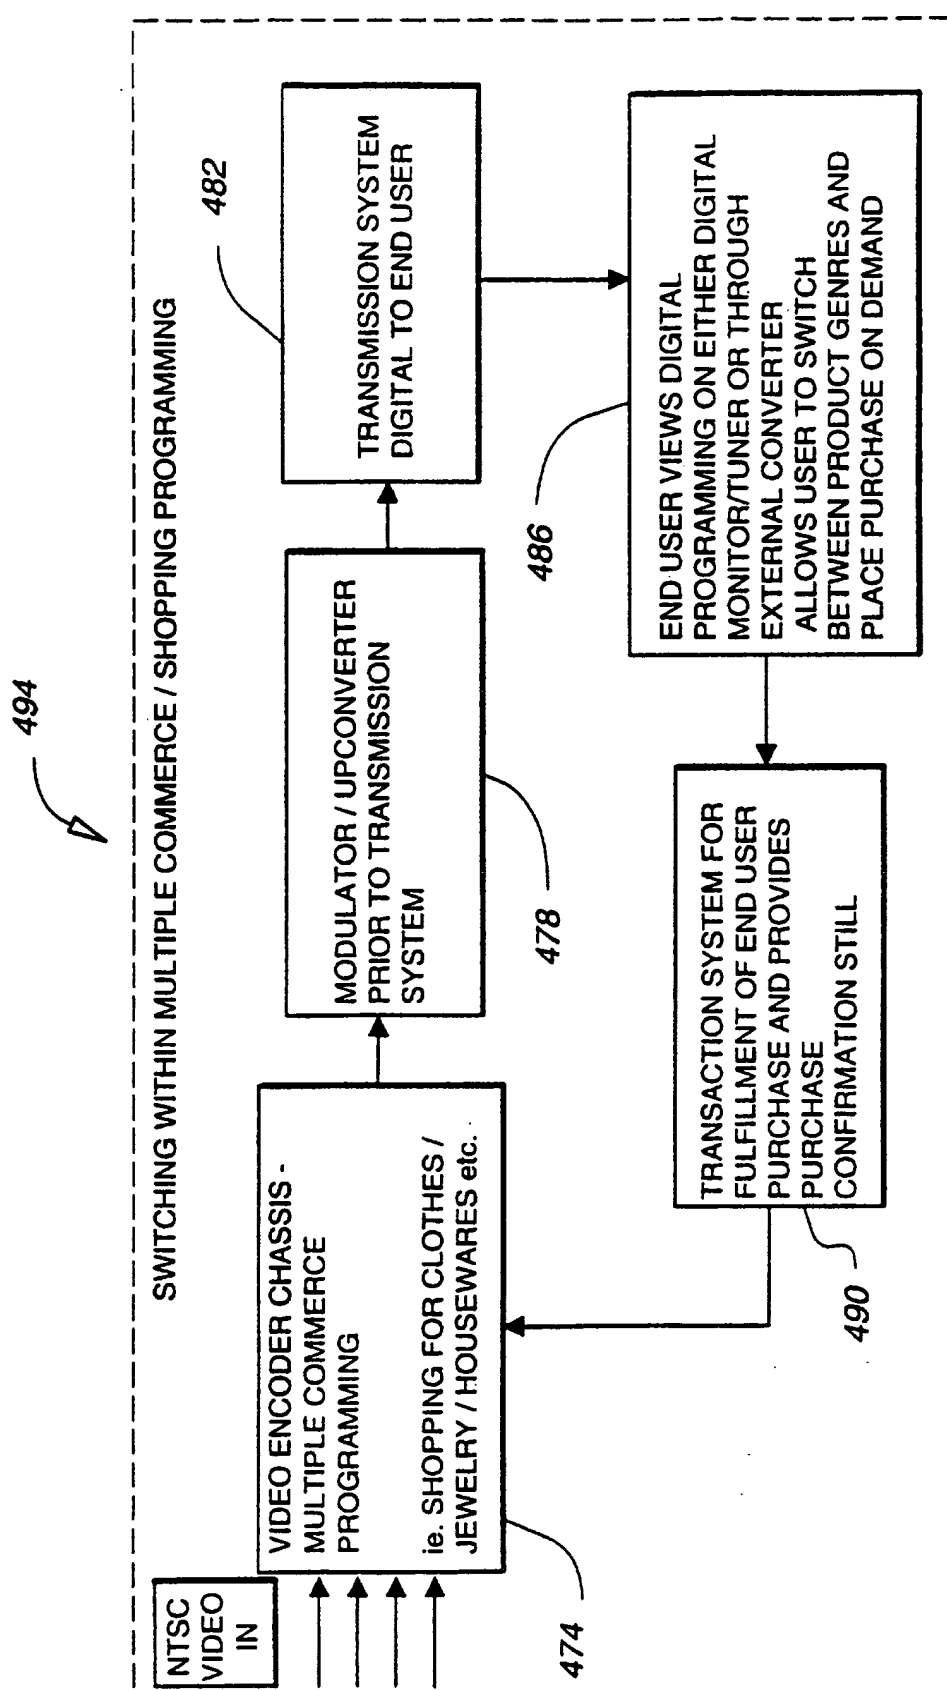 494
SWITCHING WITHIN MULTIPLE COMMERCE / SHOPPING PROGRAMMING
NTSC
VIDEO
IN
VIDEO ENCODER CHASSIS -
MULTIPLE COMMERCE
PROGRAMMING
ie. SHOPPING FOR CLOTHES /
JEWELRY / HOUSEWARES etc.
474
MODULATOR / UPCONVERTER
PRIOR TO TRANSMISSION
SYSTEM
478
TRANSMISSION SYSTEM
DIGITAL TO END USER
482
END USER VIEWS DIGITAL
PROGRAMMING ON EITHER DIGITAL
MONITOR/TUNER OR THROUGH
EXTERNAL CONVERTER
ALLOWS USER TO SWITCH
BETWEEN PRODUCT GENRES AND
PLACE PURCHASE ON DEMAND
486
TRANSACTION SYSTEM FOR
FULFILLMENT OF END USER
PURCHASE AND PROVIDES
PURCHASE
CONFIRMATION STILL
490